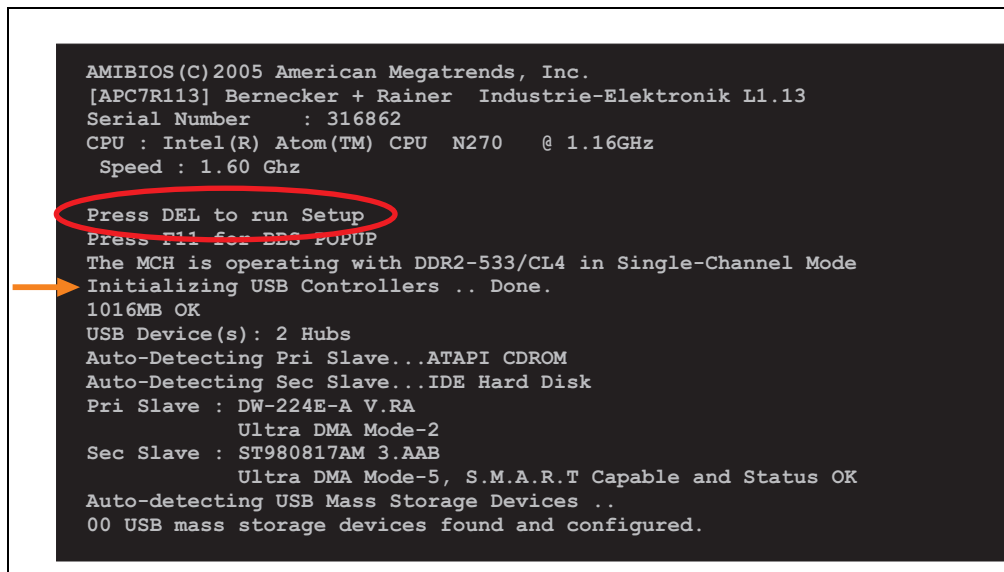 AMIBIOS(C)2005 American Megatrends, Inc.
[APC7R113] Bernecker + Rainer  Industrie-Elektronik L1.13
Serial Number    : 316862
CPU : Intel(R) Atom(TM) CPU  N270   @ 1.16GHz
Speed : 1.60 Ghz
Press DEL to run Setup
Press F11 for BBS POPUP
The MCH is operating with DDR2-533/CL4 in Single-Channel Mode
Initializing USB Controllers .. Done.
1016MB OK
USB Device(s): 2 Hubs
Auto-Detecting Pri Slave...ATAPI CDROM
Auto-Detecting Sec Slave...IDE Hard Disk
Pri Slave : DW-224E-A V.RA
Ultra DMA Mode-2
Sec Slave : ST980817AM 3.AAB
Ultra DMA Mode-5, S.M.A.R.T Capable and Status OK
Auto-detecting USB Mass Storage Devices ..
00 USB mass storage devices found and configured.